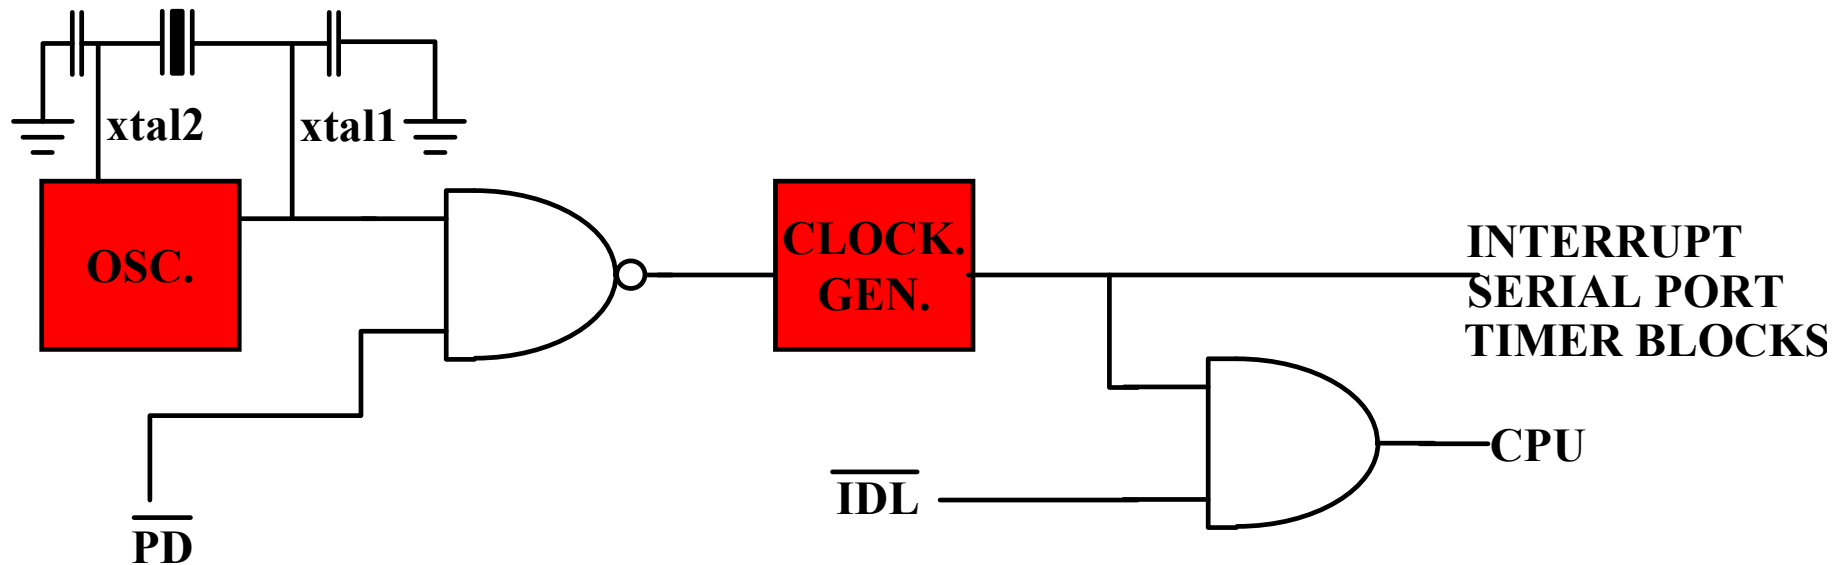 xtal2
xtal1
OSC.
CLOCK.
GEN.
INTERRUPT
SERIAL PORT
TIMER BLOCKS
CPU
IDL
PD